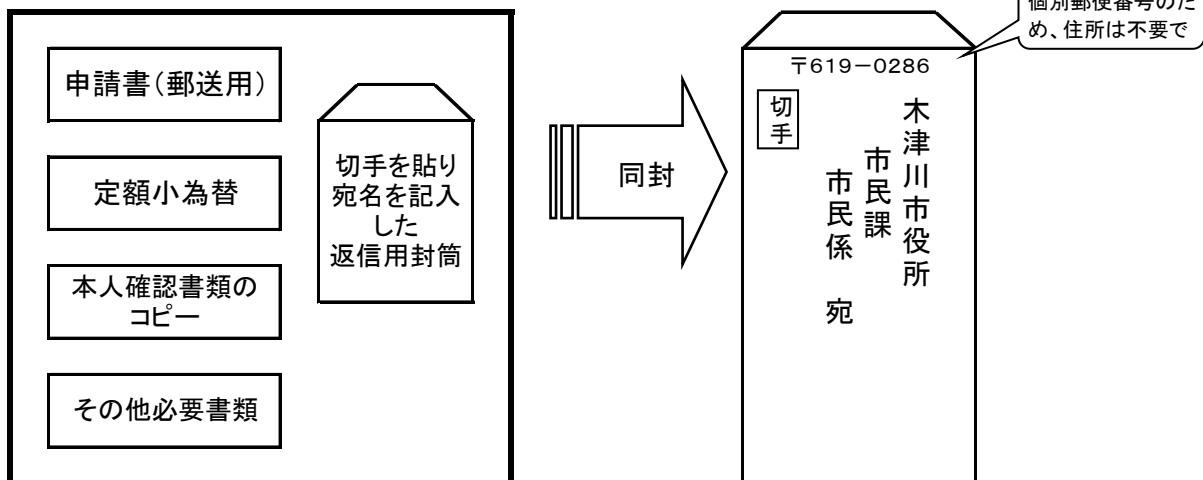 申請書(郵送用)
定額小為替
本人確認書類の
コピー
その他必要書類
切手を貼り
宛名を記入
した
返信用封筒
同封
個別郵便番号のた
め、住所は不要で
〒619-0286
切手
木津川市役所
市民課
市民係 宛